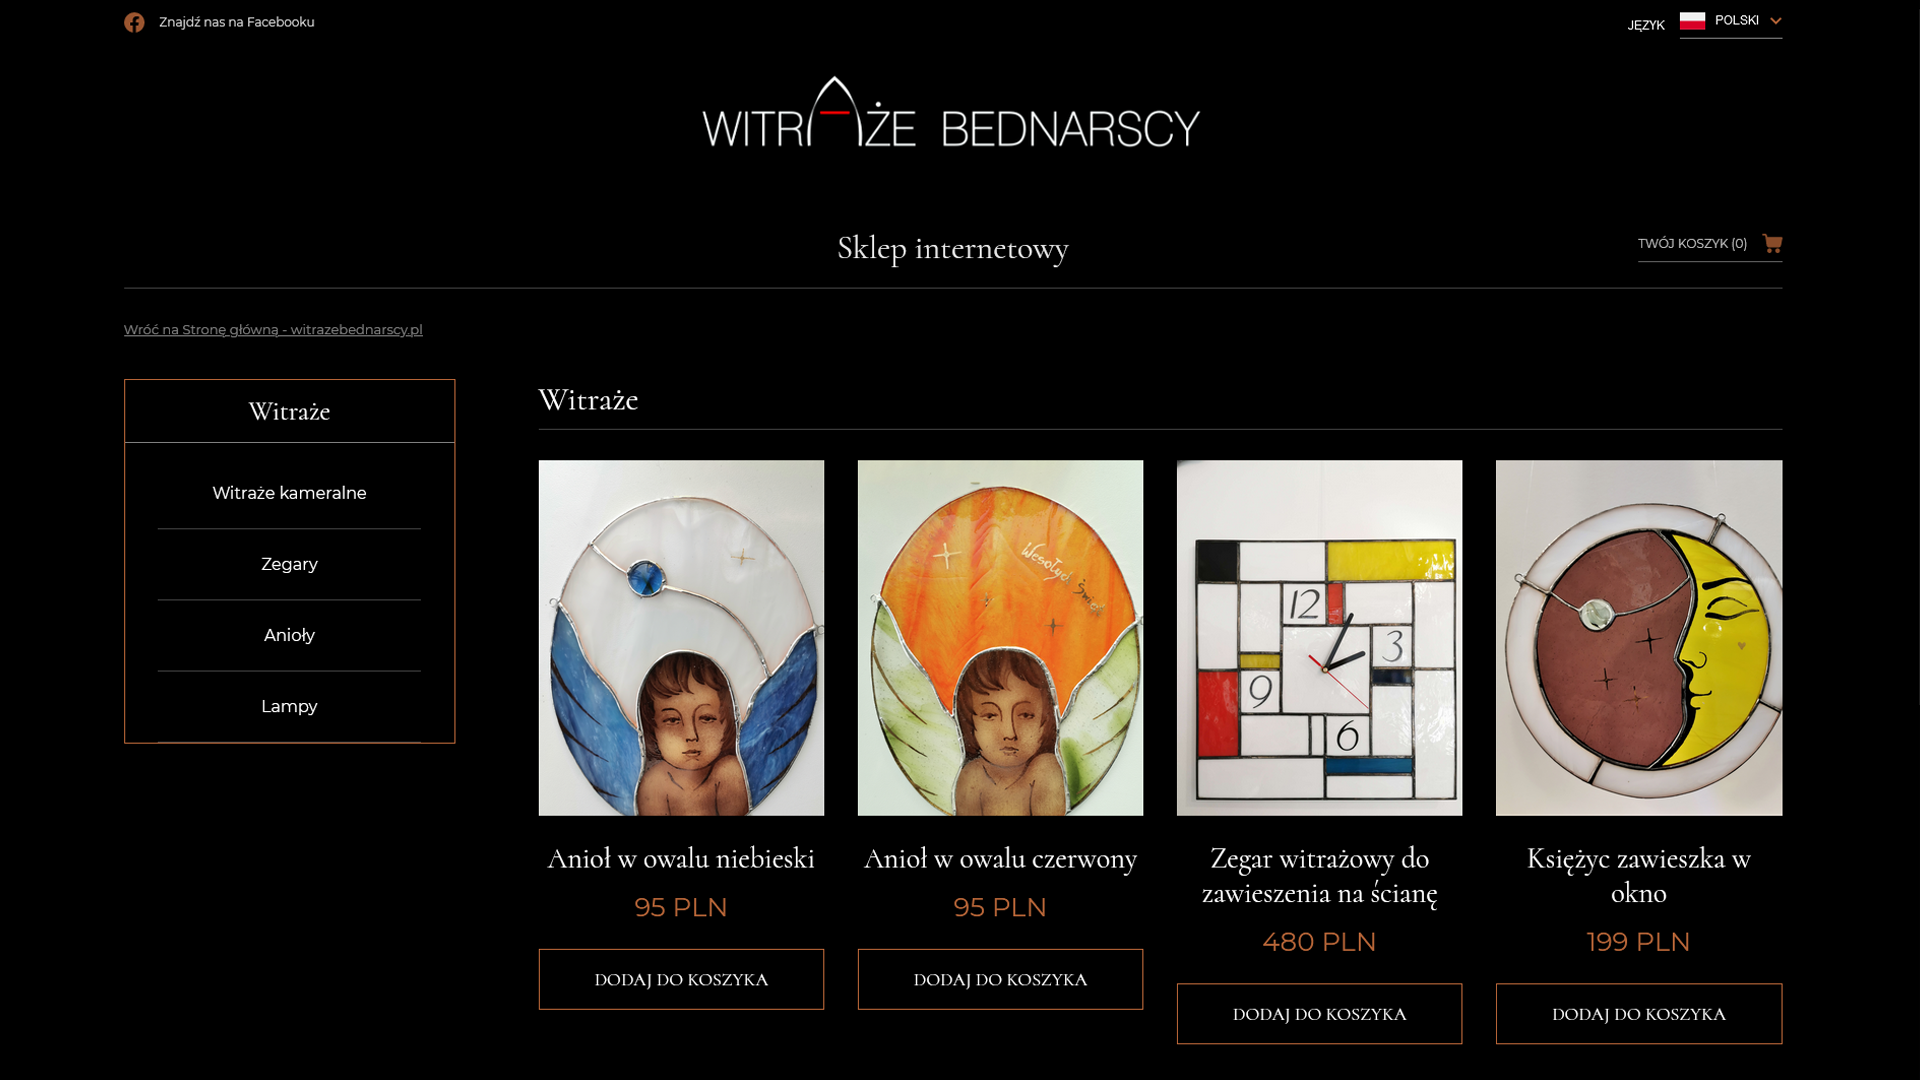 Znajdź nas na Facebooku
JĘZYK
POLSKI
WITRAŻE BEDNARSCY
Sklep internetowy
TWÓJ KOSZYK (0)
Wróć na Stronę główną - witrazebednarscy.pl
Witraże
Witraże kameralne
Zegary
Anioły
Lampy
Witraże
Wesołych Świąt
12
3
9
6
Anioł w owalu niebieski
95 PLN
DODAJ DO KOSZYKA
Anioł w owalu czerwony
95 PLN
DODAJ DO KOSZYKA
Zegar witrażowy do
zawieszenia na ścianę
480 PLN
DODAJ DO KOSZYKA
Księżyc zawieszka w
okno
199 PLN
DODAJ DO KOSZYKA